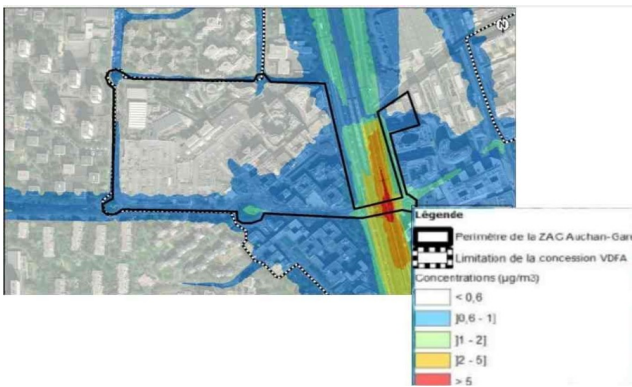 N
Légende
Périmètre de la ZAC Auchan-Gar
Limitation de la concession VDFA
Concentrations (µg/m3)
< 0,6
]0,6 - 1]
]1 - 2]
]2 - 5]
> 5